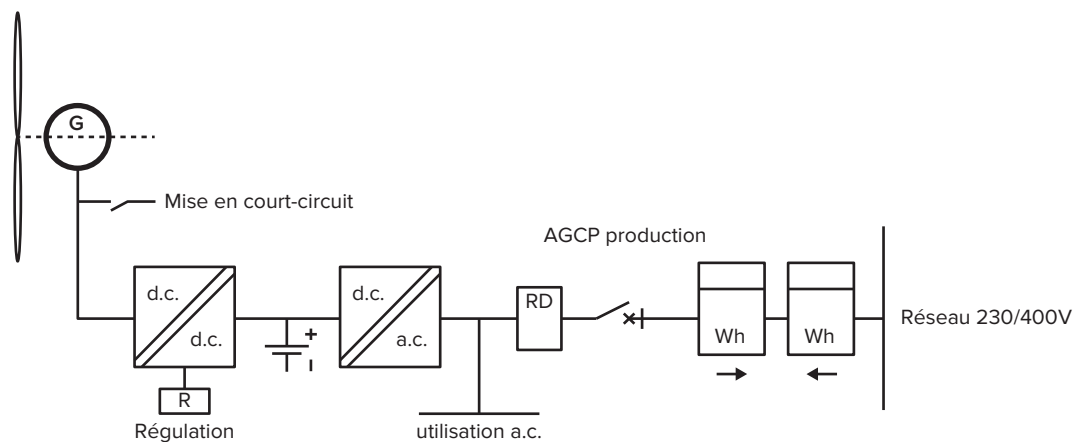 G
Mise en court-circuit
AGCP production
d.c.
d.c.
RD
d.c.
a.c.
+
–
Wh
Wh
Réseau 230/400V
R
Régulation
utilisation a.c.